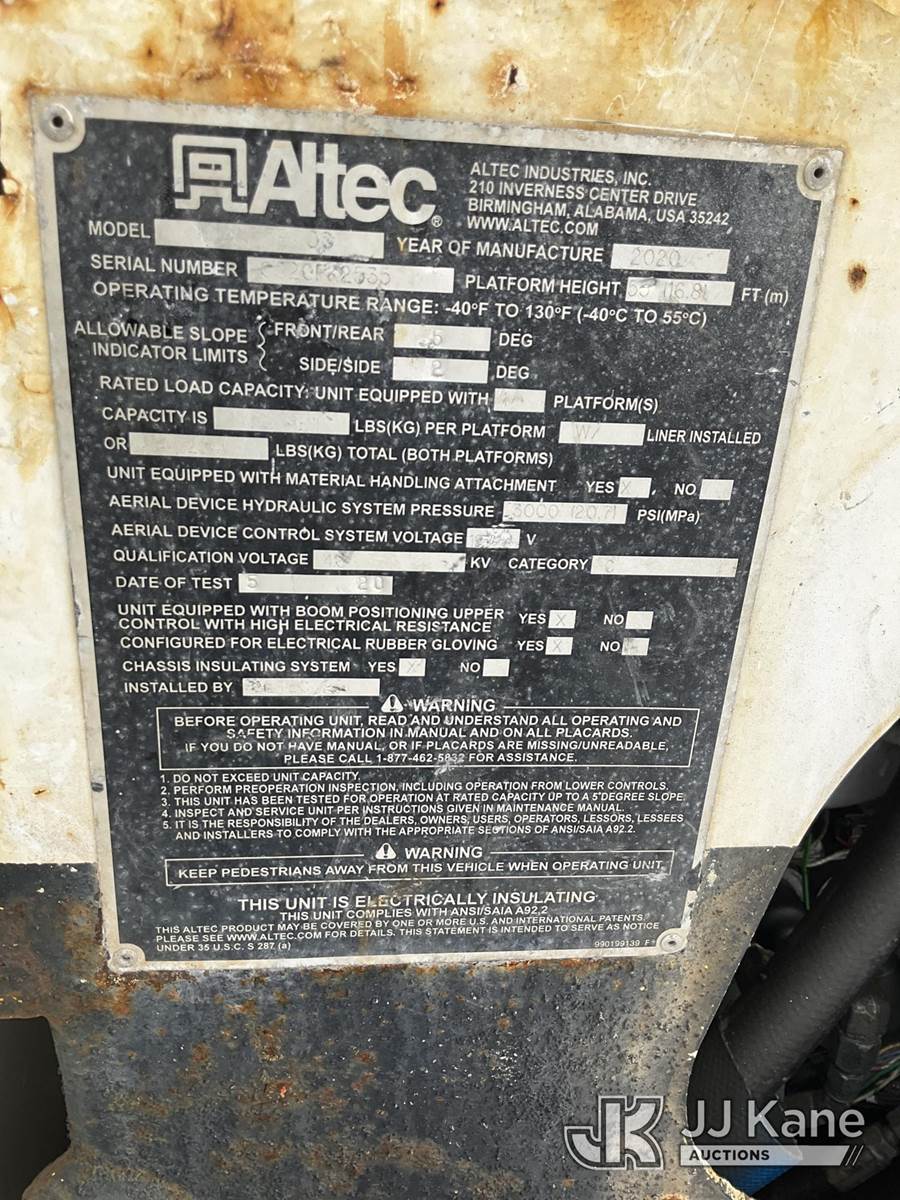 Altec®
ALTEC INDUSTRIES, INC.
210 INVERNESS CENTER DRIVE
BIRMINGHAM, ALABAMA, USA 35242
WWW.ALTEC.COM
MODEL
YEAR OF MANUFACTURE 2020
SERIAL NUMBER PLATFORM HEIGHT FT (m)
OPERATING TEMPERATURE RANGE: -40°F TO 130°F (-40°C TO 55°C)
ALLOWABLE SLOPE INDICATOR LIMITS
FRONT/REAR 5 DEG
SIDE/SIDE 2 DEG
RATED LOAD CAPACITY: UNIT EQUIPPED WITH PLATFORM(S)
CAPACITY IS LBS(KG) PER PLATFORM W/ LINER INSTALLED
OR LBS(KG) TOTAL (BOTH PLATFORMS)
UNIT EQUIPPED WITH MATERIAL HANDLING ATTACHMENT YES X , NO
AERIAL DEVICE HYDRAULIC SYSTEM PRESSURE 3000 (20.7) PSI(MPa)
AERIAL DEVICE CONTROL SYSTEM VOLTAGE V
QUALIFICATION VOLTAGE KV CATEGORY C
DATE OF TEST 5 20
UNIT EQUIPPED WITH BOOM POSITIONING UPPER
CONTROL WITH HIGH ELECTRICAL RESISTANCE YES X NO
CONFIGURED FOR ELECTRICAL RUBBER GLOVING YES X NO
CHASSIS INSULATING SYSTEM YES X NO
INSTALLED BY
WARNING
BEFORE OPERATING UNIT, READ AND UNDERSTAND ALL OPERATING AND
SAFETY INFORMATION IN MANUAL AND ON ALL PLACARDS.
IF YOU DO NOT HAVE MANUAL, OR IF PLACARDS ARE MISSING/UNREADABLE,
PLEASE CALL 1-877-462-5832 FOR ASSISTANCE.
1. DO NOT EXCEED UNIT CAPACITY.
2. PERFORM PREOPERATION INSPECTION, INCLUDING OPERATION FROM LOWER CONTROLS.
3. THIS UNIT HAS BEEN TESTED FOR OPERATION AT RATED CAPACITY UP TO A 5 DEGREE SLOPE
4. INSPECT AND SERVICE UNIT PER INSTRUCTIONS GIVEN IN MAINTENANCE MANUAL.
5. IT IS THE RESPONSIBILITY OF THE DEALERS, OWNERS, USERS, OPERATORS, LESSORS, LESSEES
AND INSTALLERS TO COMPLY WITH THE APPROPRIATE SECTIONS OF ANSI/SAIA A92.2.
WARNING
KEEP PEDESTRIANS AWAY FROM THIS VEHICLE WHEN OPERATING UNIT.
THIS UNIT IS ELECTRICALLY INSULATING
THIS UNIT COMPLIES WITH ANSI/SAIA A92.2
THIS ALTEC PRODUCT MAY BE COVERED BY ONE OR MORE U.S. AND INTERNATIONAL PATENTS.
PLEASE SEE WWW.ALTEC.COM FOR DETAILS. THIS STATEMENT IS INTENDED TO SERVE AS NOTICE
UNDER 35 U.S.C. S 287 (a)
990199139 F
JK JJ Kane
AUCTIONS